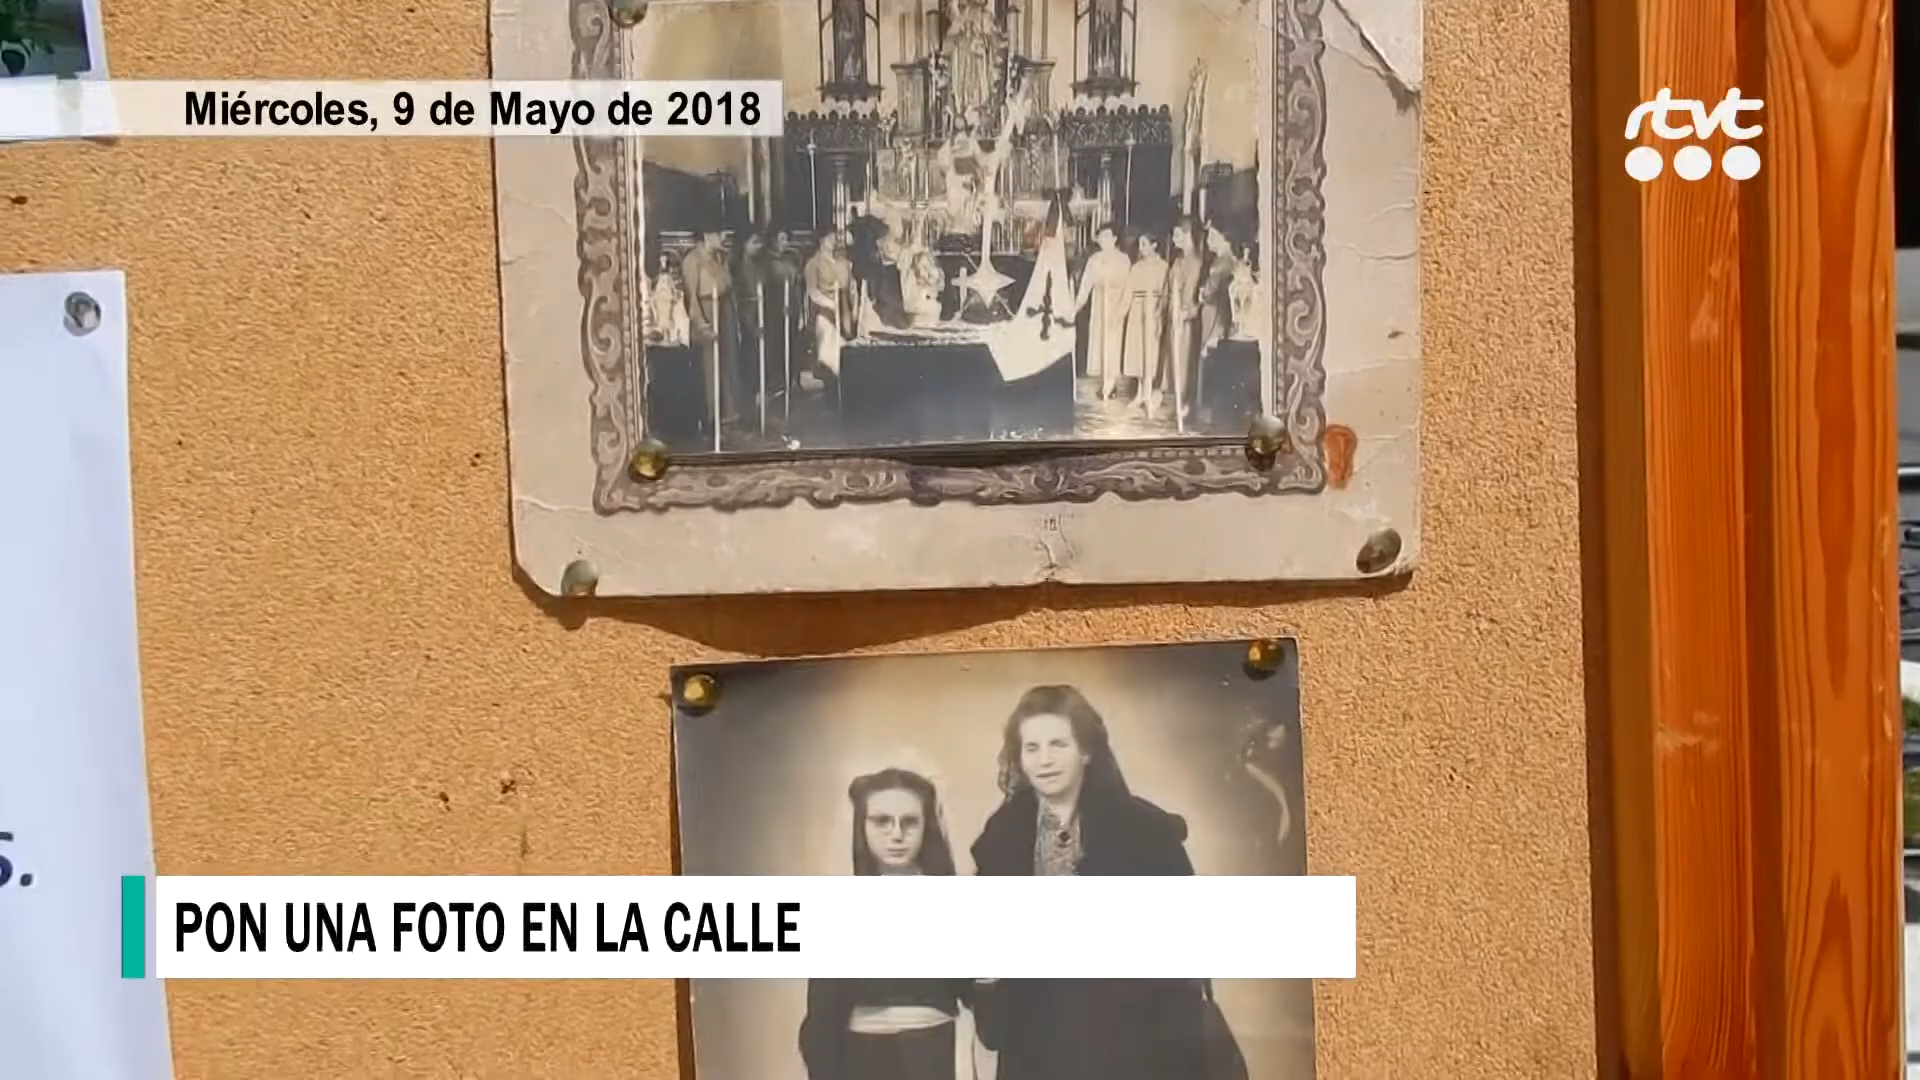 Miércoles, 9 de Mayo de 2018
rtvt
s.
PON UNA FOTO EN LA CALLE